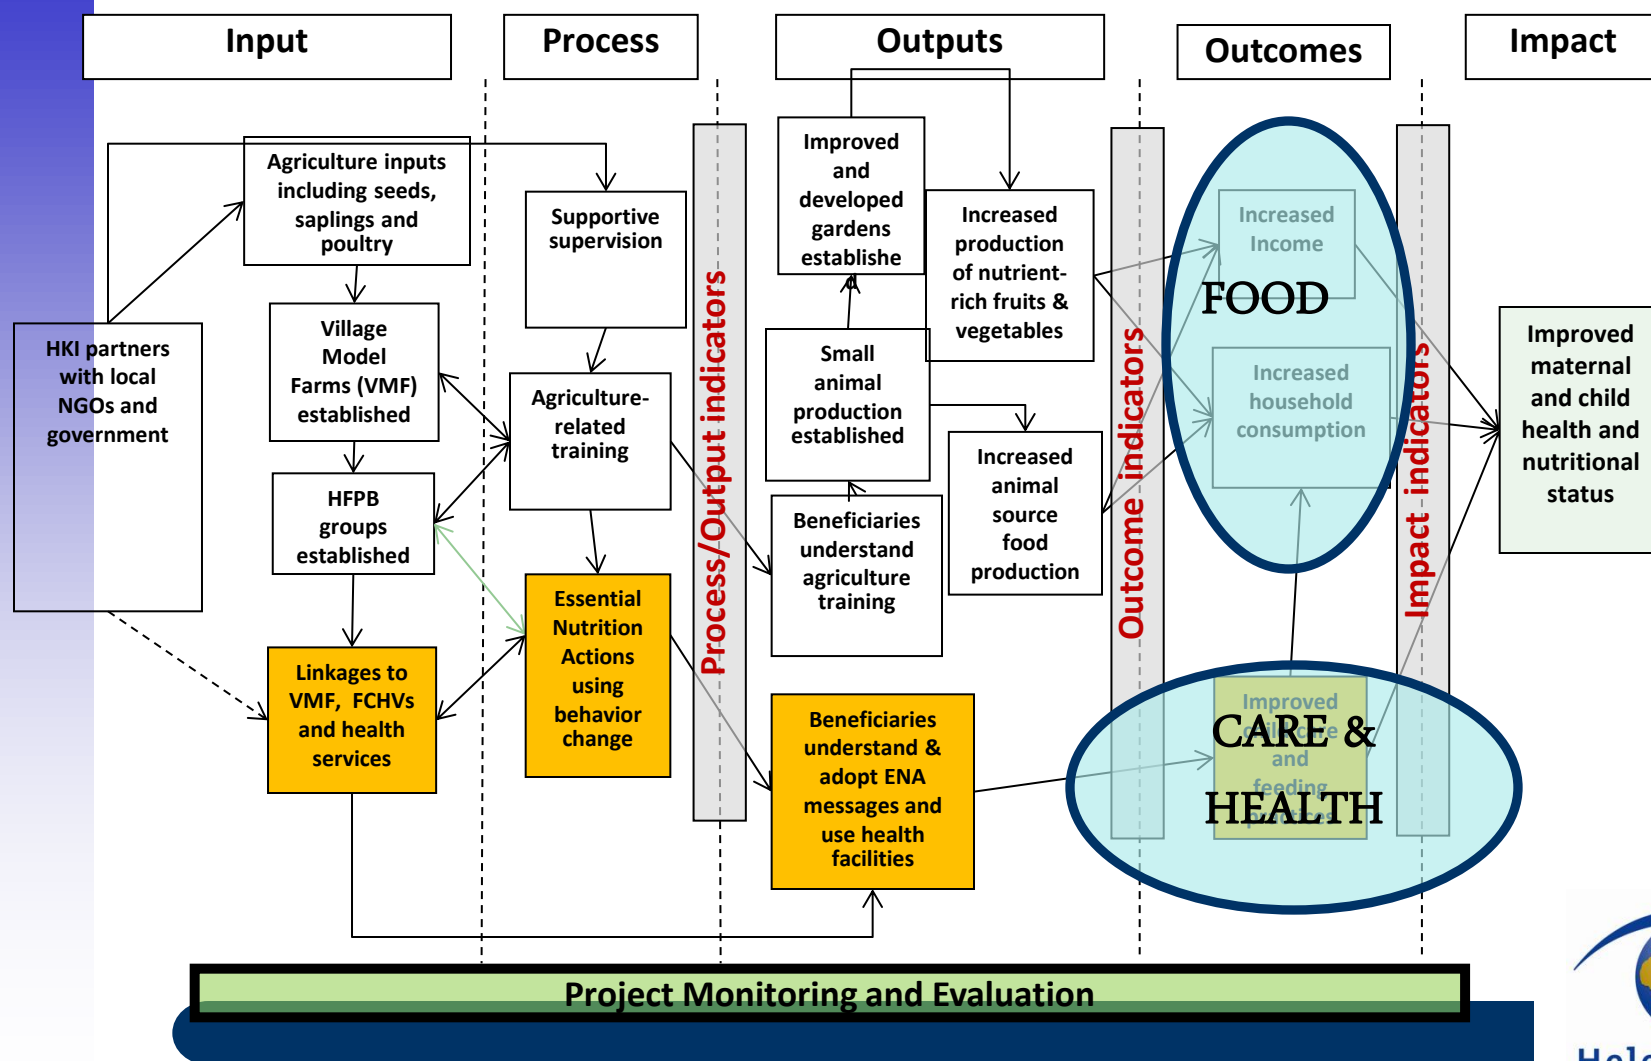 Input
Process
Outputs
Outcomes
Impact
HKI partners
with local
NGOs and
government
Agriculture inputs
including seeds,
saplings and
poultry
Village
Model
Farms (VMF)
established
HFPB
groups
established
Linkages to
VMF, FCHVs
and health
services
Supportive
supervision
Agriculture-
related
training
Essential
Nutrition
Actions
using
behavior
change
Process/Output indicators
Improved
and
developed
gardens
establishe
d
Small
animal
production
established
Beneficiaries
understand
agriculture
training
Beneficiaries
understand &
adopt ENA
messages and
use health
facilities
Increased
production
of nutrient-
rich fruits &
vegetables
Increased
animal
source
food
production
Outcome indicators
Increased
Income
FOOD
Increased
household
consumption
Improved
child care
and
feeding
practices
CARE &
HEALTH
Impact indicators
Improved
maternal
and child
health and
nutritional
status
Project Monitoring and Evaluation